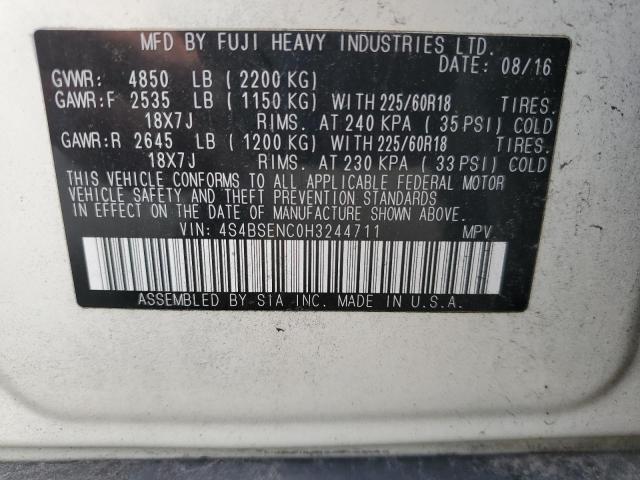 MFD BY FUJI HEAVY INDUSTRIES LTD.
DATE: 08/16
GVWR: 4850 LB (2200 KG)
GAWR:F 2535 LB (1150 KG) WITH 225/60R18 TIRES.
18X7J RIMS. AT 240 KPA (35 PSI) COLD
GAWR:R 2645 LB (1200 KG) WITH 225/60R18 TIRES.
18X7J RIMS. AT 230 KPA (33 PSI) COLD
THIS VEHICLE CONFORMS TO ALL APPLICABLE FEDERAL MOTOR
VEHICLE SAFETY AND THEFT PREVENTION STANDARDS
IN EFFECT ON THE DATE OF MANUFACTURE SHOWN ABOVE.
VIN: 4S4BSENC0H3244711 MPV
ASSEMBLED BY SIA INC. MADE IN U.S.A.